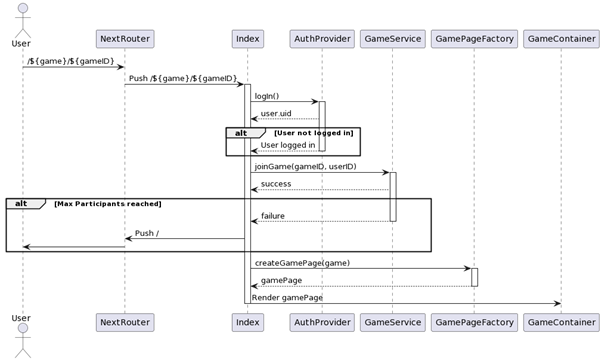 User
NextRouter
Index
AuthProvider
GameService
GamePageFactory
GameContainer
/${game}/${gameID}
Push /${game}/${gameID}
logIn()
user.uid
alt [User not logged in]
User logged in
joinGame(gameID, userID)
success
alt [Max Participants reached]
failure
Push /
createGamePage(game)
gamePage
Render gamePage
User
NextRouter
Index
AuthProvider
GameService
GamePageFactory
GameContainer